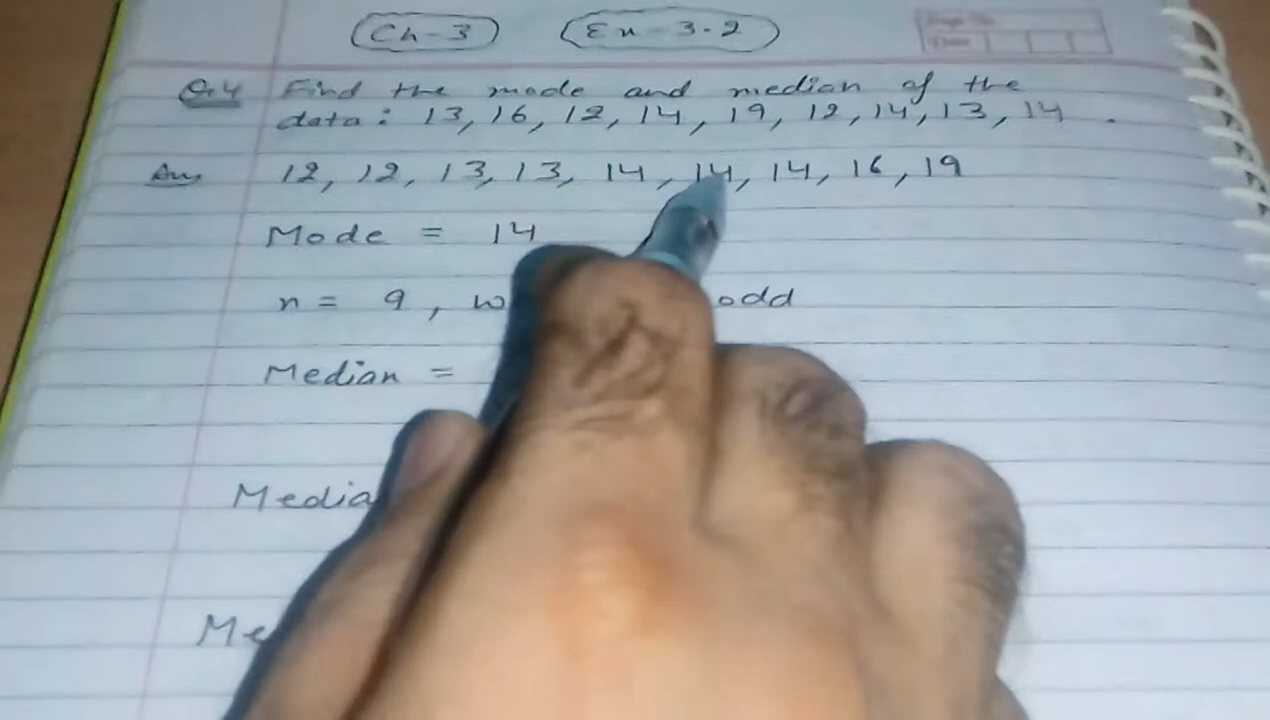 Ch-3 Ex-3.2
Q.4 Find the mode and median of the
data: 13, 16, 12, 14, 19, 12, 14, 13, 14.
Ans 12, 12, 13, 13, 14, 14, 14, 16, 19
Mode = 14
n = 9, w odd
Median =
Media
Me